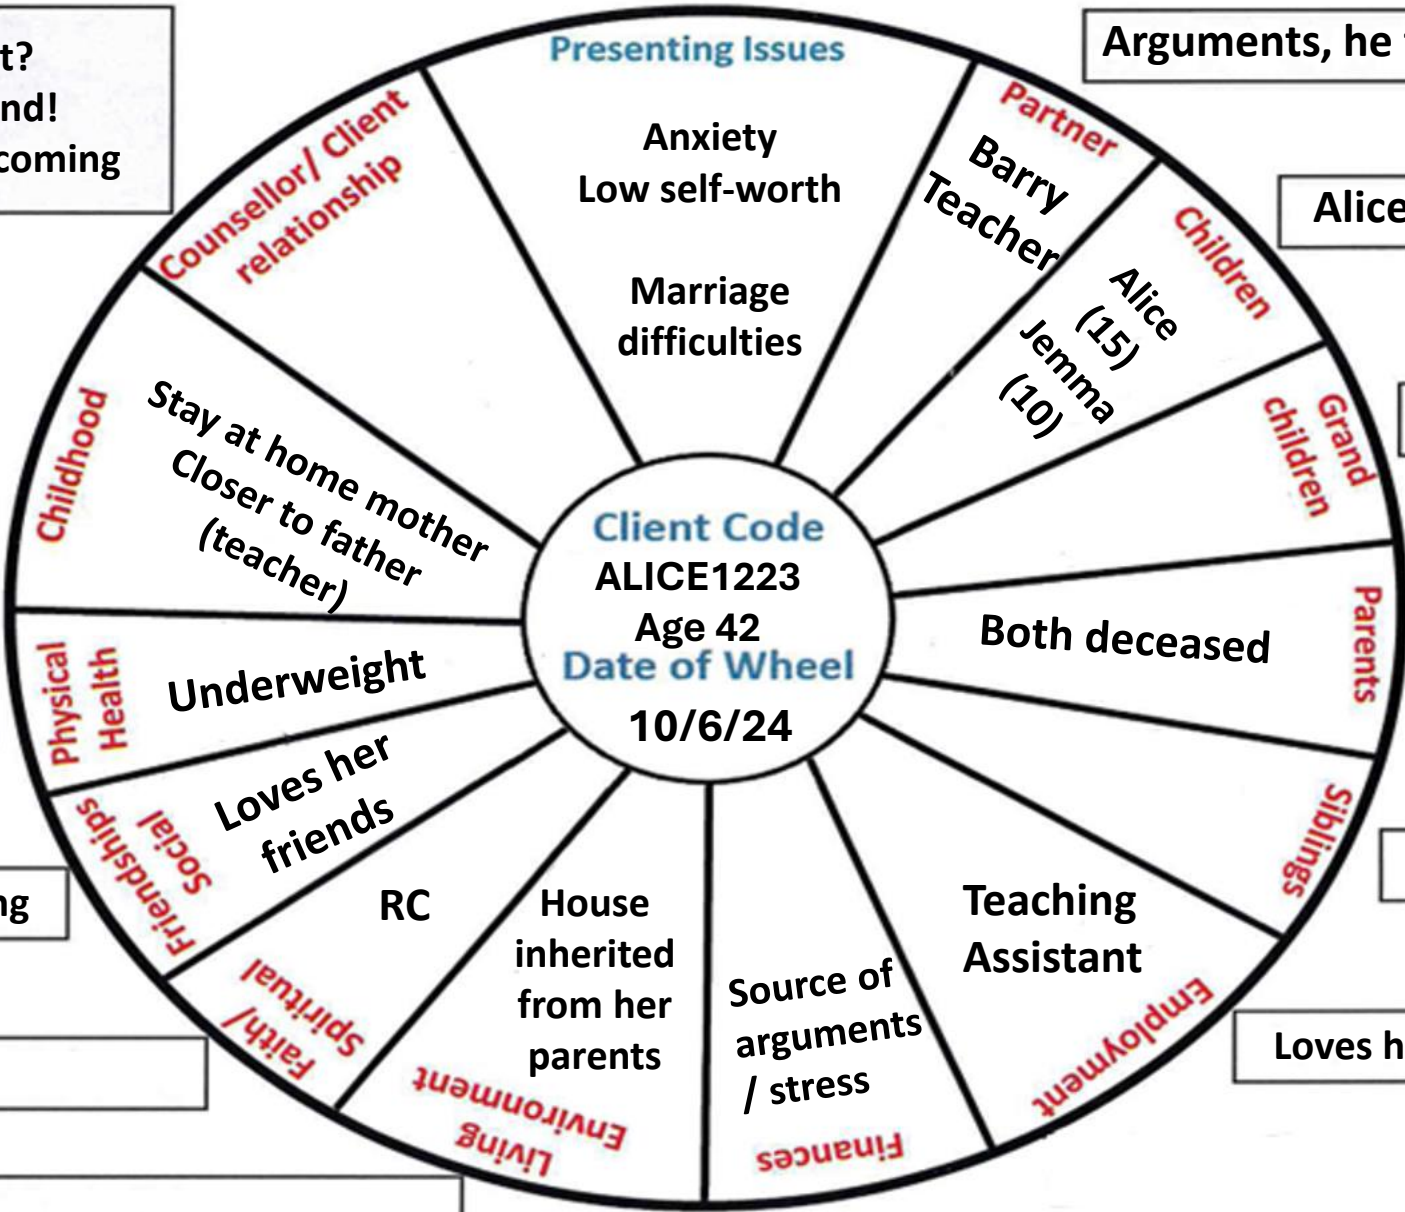 t?
nd!
coming
Arguments, he
Alice
Presenting Issues
Anxiety
Low self-worth
Marriage
difficulties
Partner
Barry
Teacher
Children
Alice
(15)
Jemma
(10)
Grand
children
Parents
Both deceased
Siblings
Employment
Teaching
Assistant
Loves h
Finances
Source of
arguments
/ stress
Living
Environment
House
inherited
from her
parents
Faith/
Spiritual
RC
Friendships
Social
Loves her
friends
ng
Physical
Health
Underweight
Childhood
Stay at home mother
Closer to father
(teacher)
Counsellor/ Client
relationship
Client Code
ALICE1223
Age 42
Date of Wheel
10/6/24